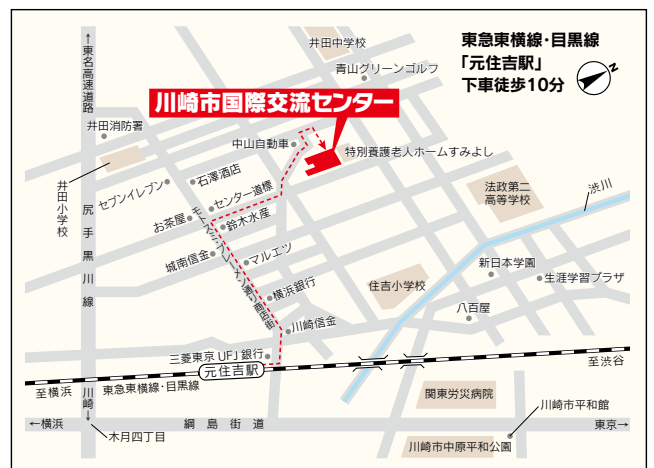 東急東横線・目黒線
「元住吉駅」
下車徒歩10分
N
井田中学校
青山グリーンゴルフ
↑東名高速道路
川崎市国際交流センター
井田消防署
中山自動車
特別養護老人ホームすみよし
井田小学校
セブンイレブン
石澤酒店
センター道標
お茶屋
鈴木水産
法政第二
高等学校
渋川
尻手黒川線
モトスミ・ブレーメン通り商店街
城南信金
マルエツ
横浜銀行
住吉小学校
新日本学園
生涯学習プラザ
八百屋
川崎信金
三菱東京UFJ銀行
元住吉駅
至渋谷
至横浜
東急東横線・目黒線
川崎↓
関東労災病院
川崎市平和館
←横浜
綱島街道
東京→
木月四丁目
川崎市中原平和公園